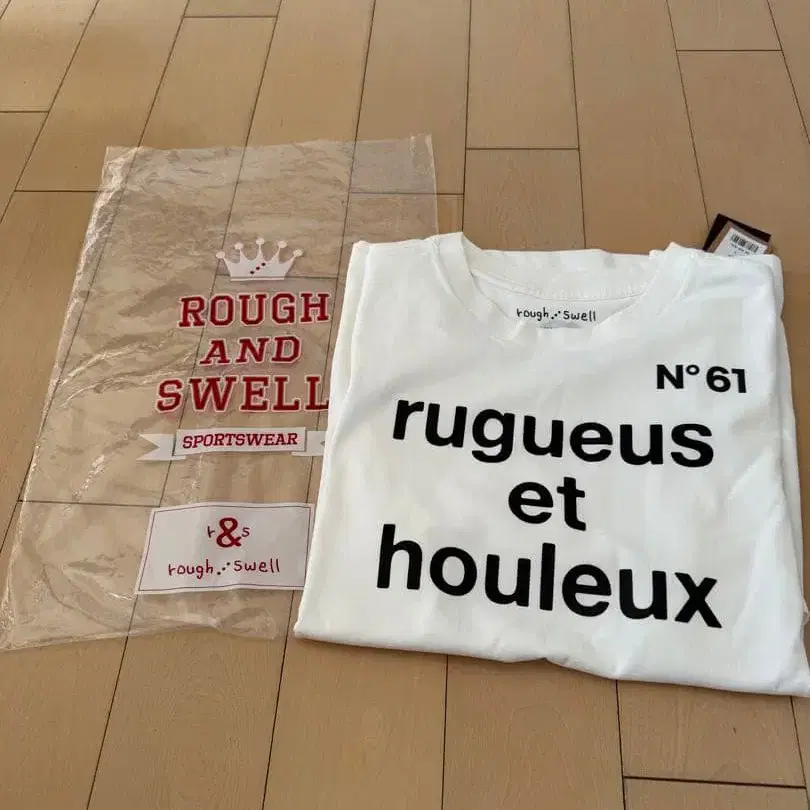 ROUGH
AND
SWELL
SPORTSWEAR
r&s
rough ⋰ swell
rough ⋰ swell
N° 61
rugueus
et
houleux